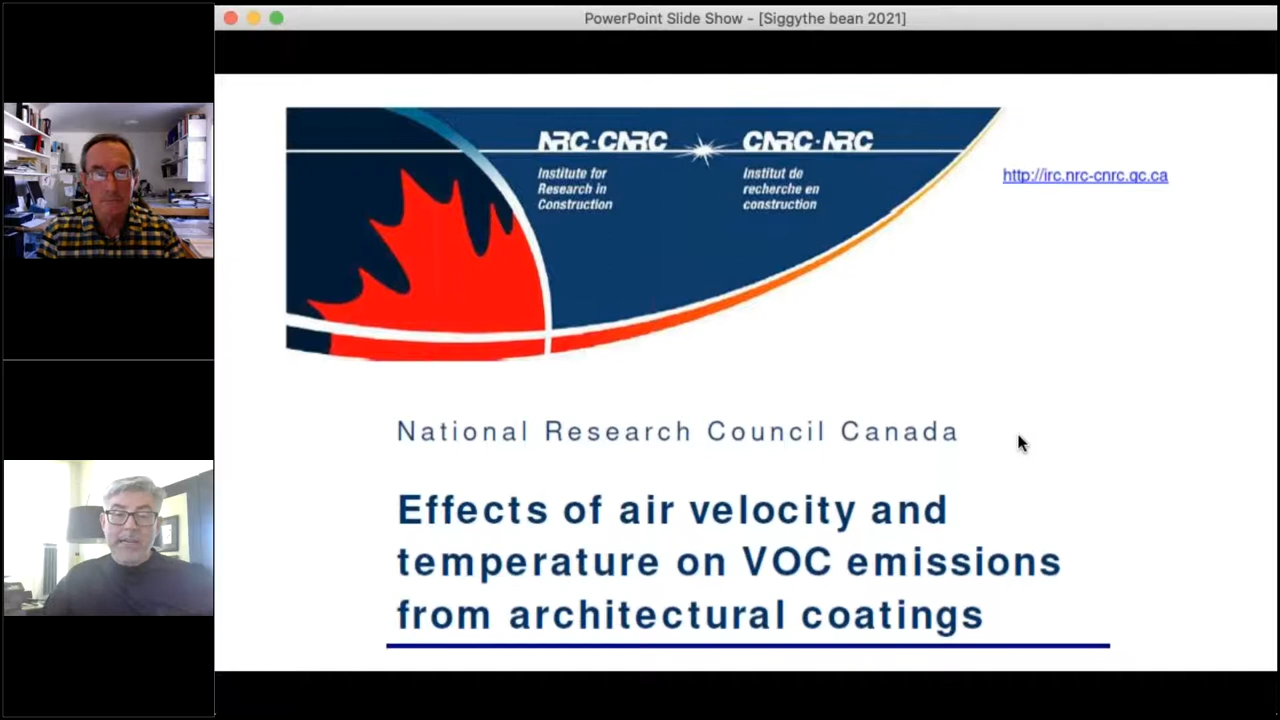 PowerPoint Slide Show - [Siggythe bean 2021]
NRC·CNRC
Institute for
Research in
Construction
CNRC·NRC
Institut de
recherche en
construction
http://irc.nrc-cnrc.gc.ca
National Research Council Canada
Effects of air velocity and
temperature on VOC emissions
from architectural coatings